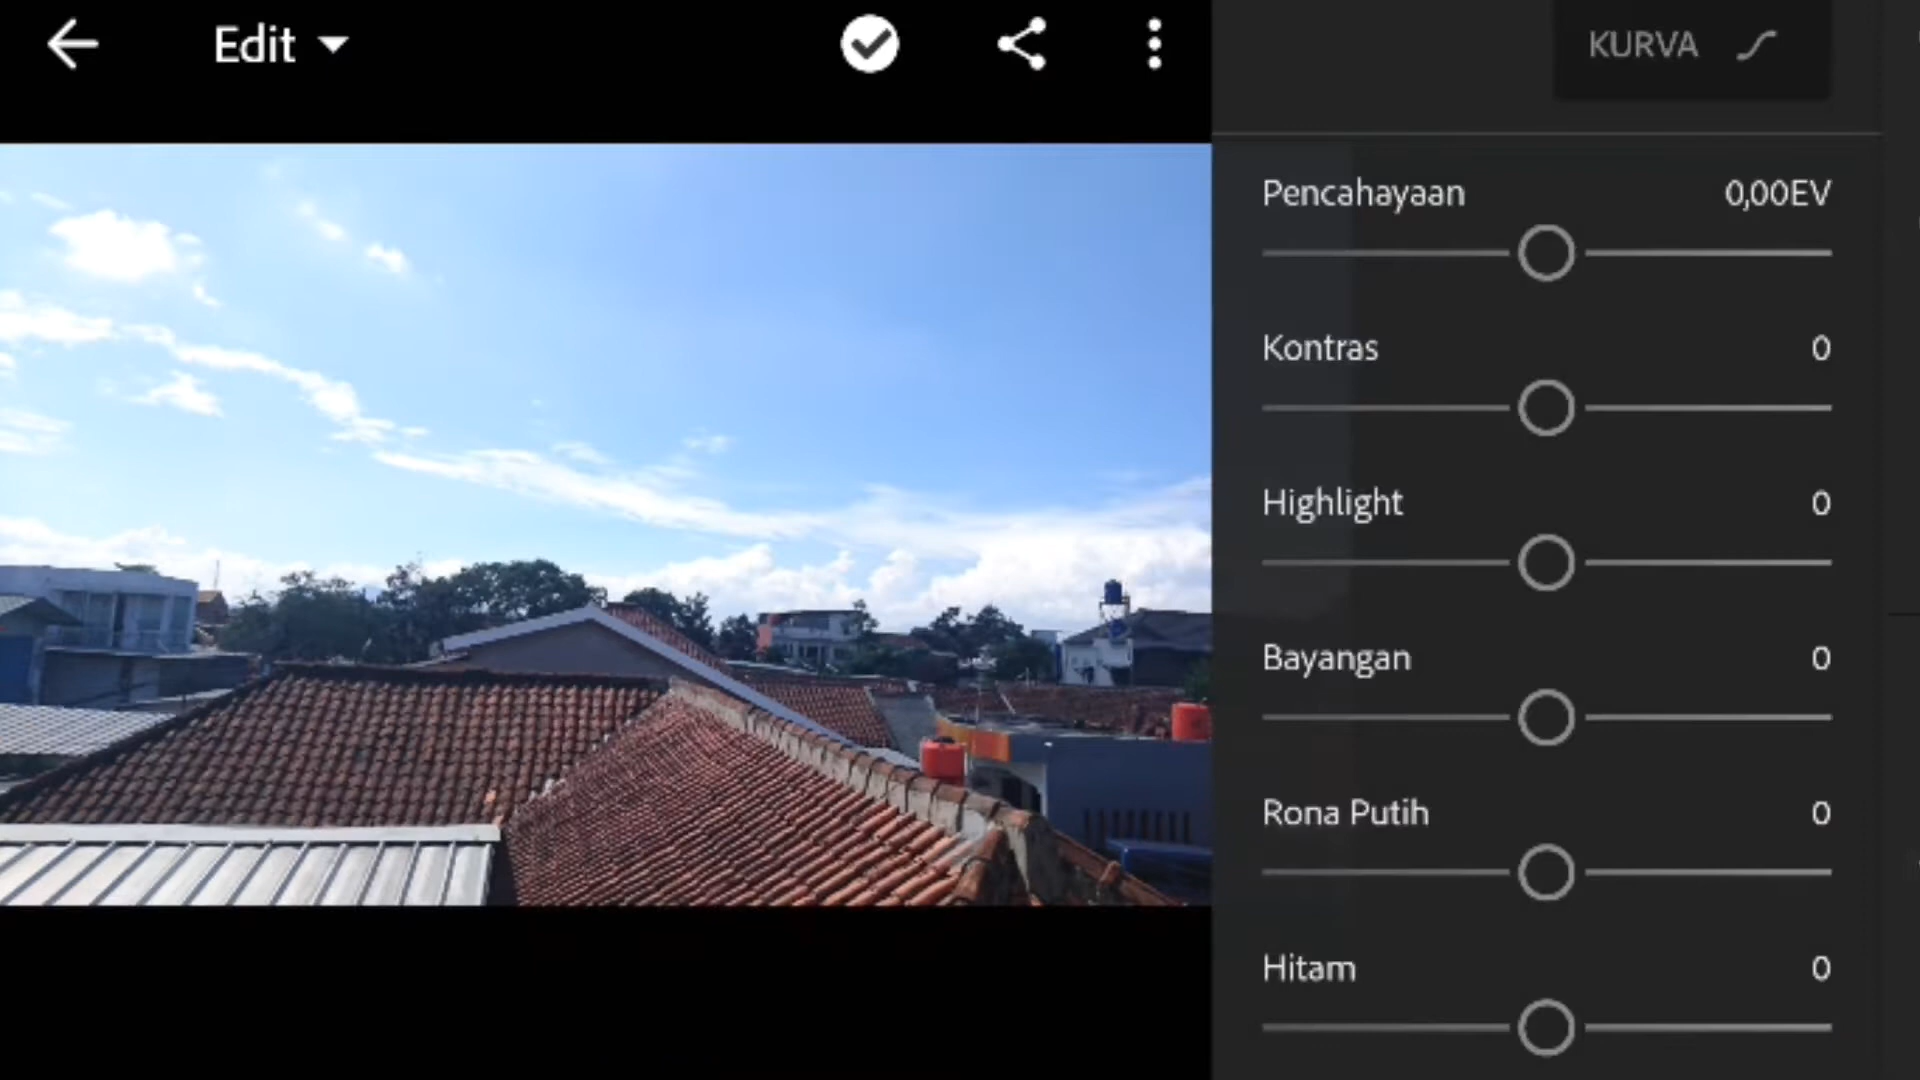 Edit
KURVA
Pencahayaan 0,00EV
Kontras 0
Highlight 0
Bayangan 0
Rona Putih 0
Hitam 0